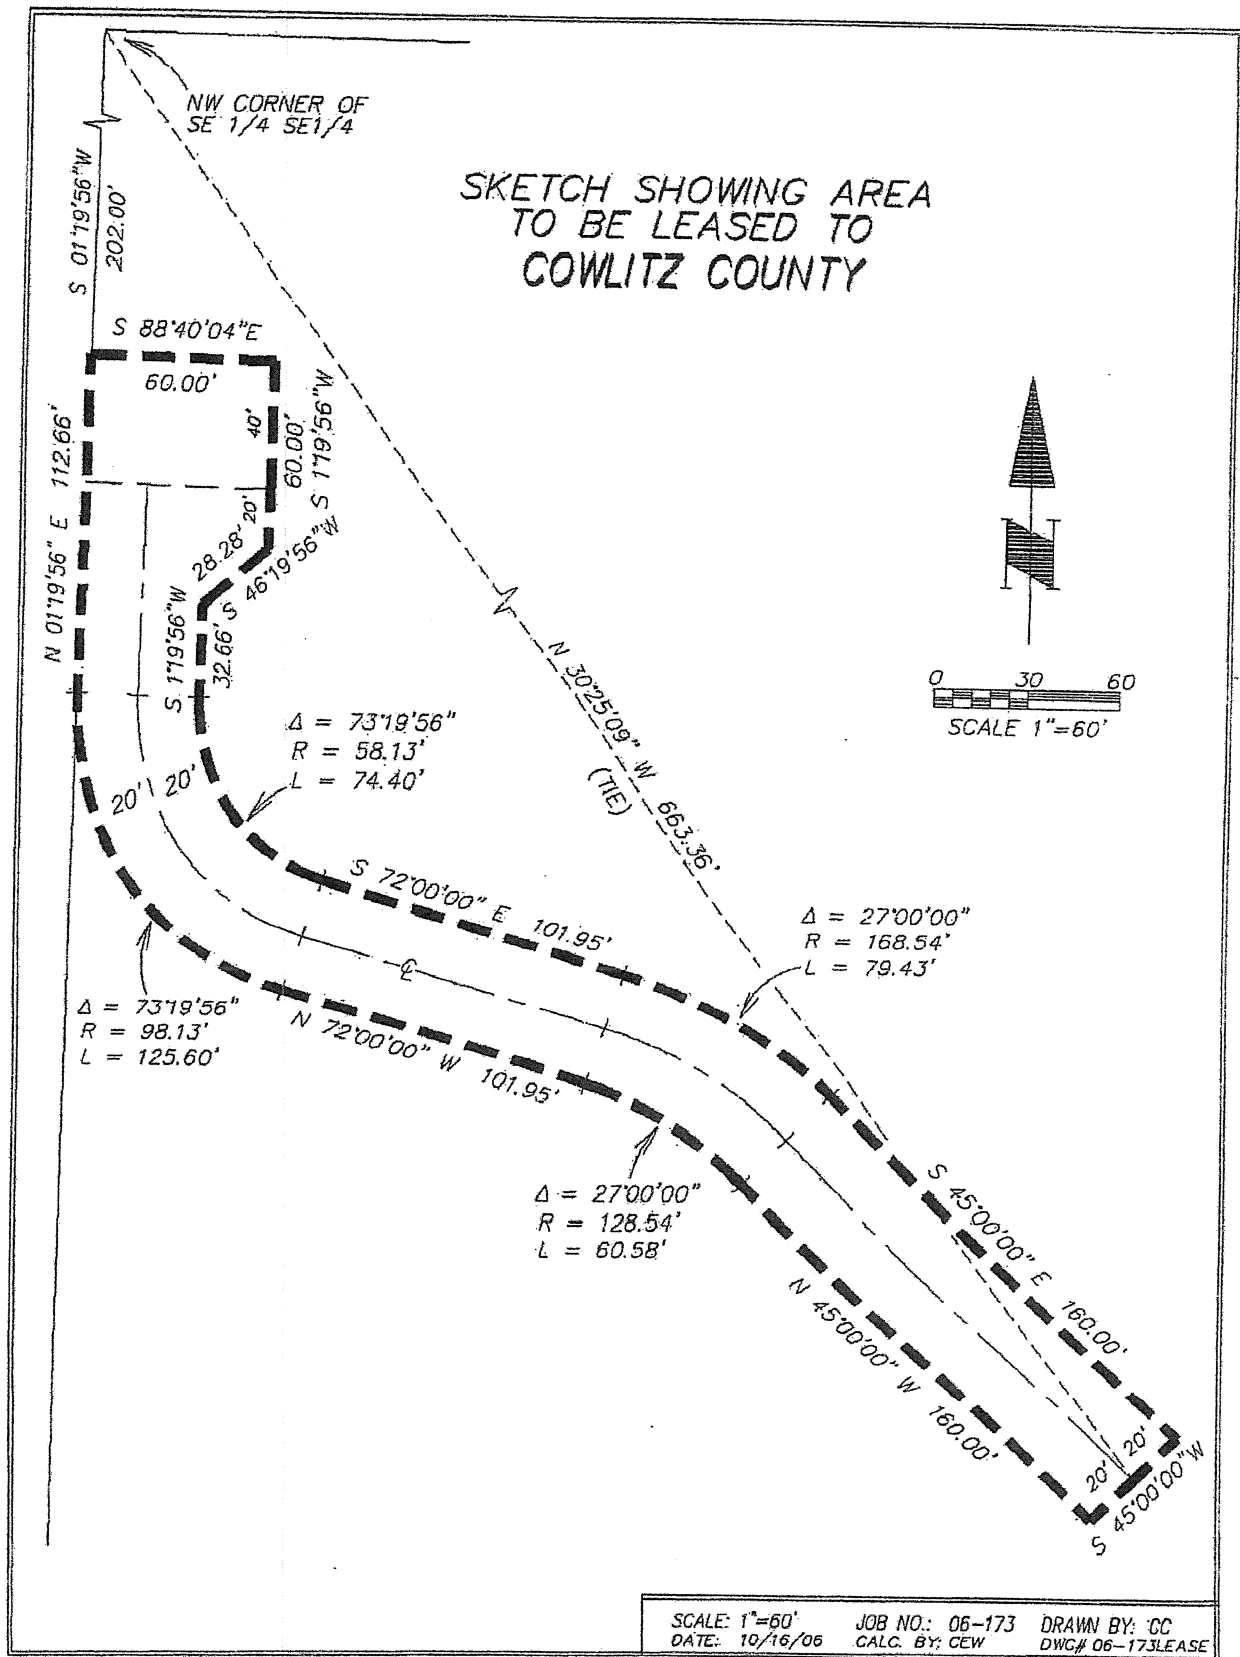 NW CORNER OF
SE 1/4 SE1/4
S 01°19'56"W
202.00'
SKETCH SHOWING AREA
TO BE LEASED TO
COWLITZ COUNTY
S 88°40'04"E
60.00'
N 01°19'56" E 112.66'
40'
60.00'
S 1°19'56"W
20'
28.28'
S 46°19'56"W
S 1°19'56"W
32.66'
0 30 60
SCALE 1"=60'
N 30°25'09" W 663.36'
(TIE)
Δ = 73°19'56"
R = 58.13'
L = 74.40'
20' 20'
S 72°00'00" E 101.95'
Δ = 27°00'00"
R = 168.54'
L = 79.43'
℄
Δ = 73°19'56"
R = 98.13'
L = 125.60'
N 72°00'00" W 101.95'
Δ = 27°00'00"
R = 128.54'
L = 60.58'
S 45°00'00" E 160.00'
N 45°00'00" W 160.00'
20' 20'
S 45°00'00"W
SCALE: 1"=60' JOB NO.: 06-173 DRAWN BY: CC
DATE: 10/16/06 CALC. BY: CEW DWG# 06-173LEASE